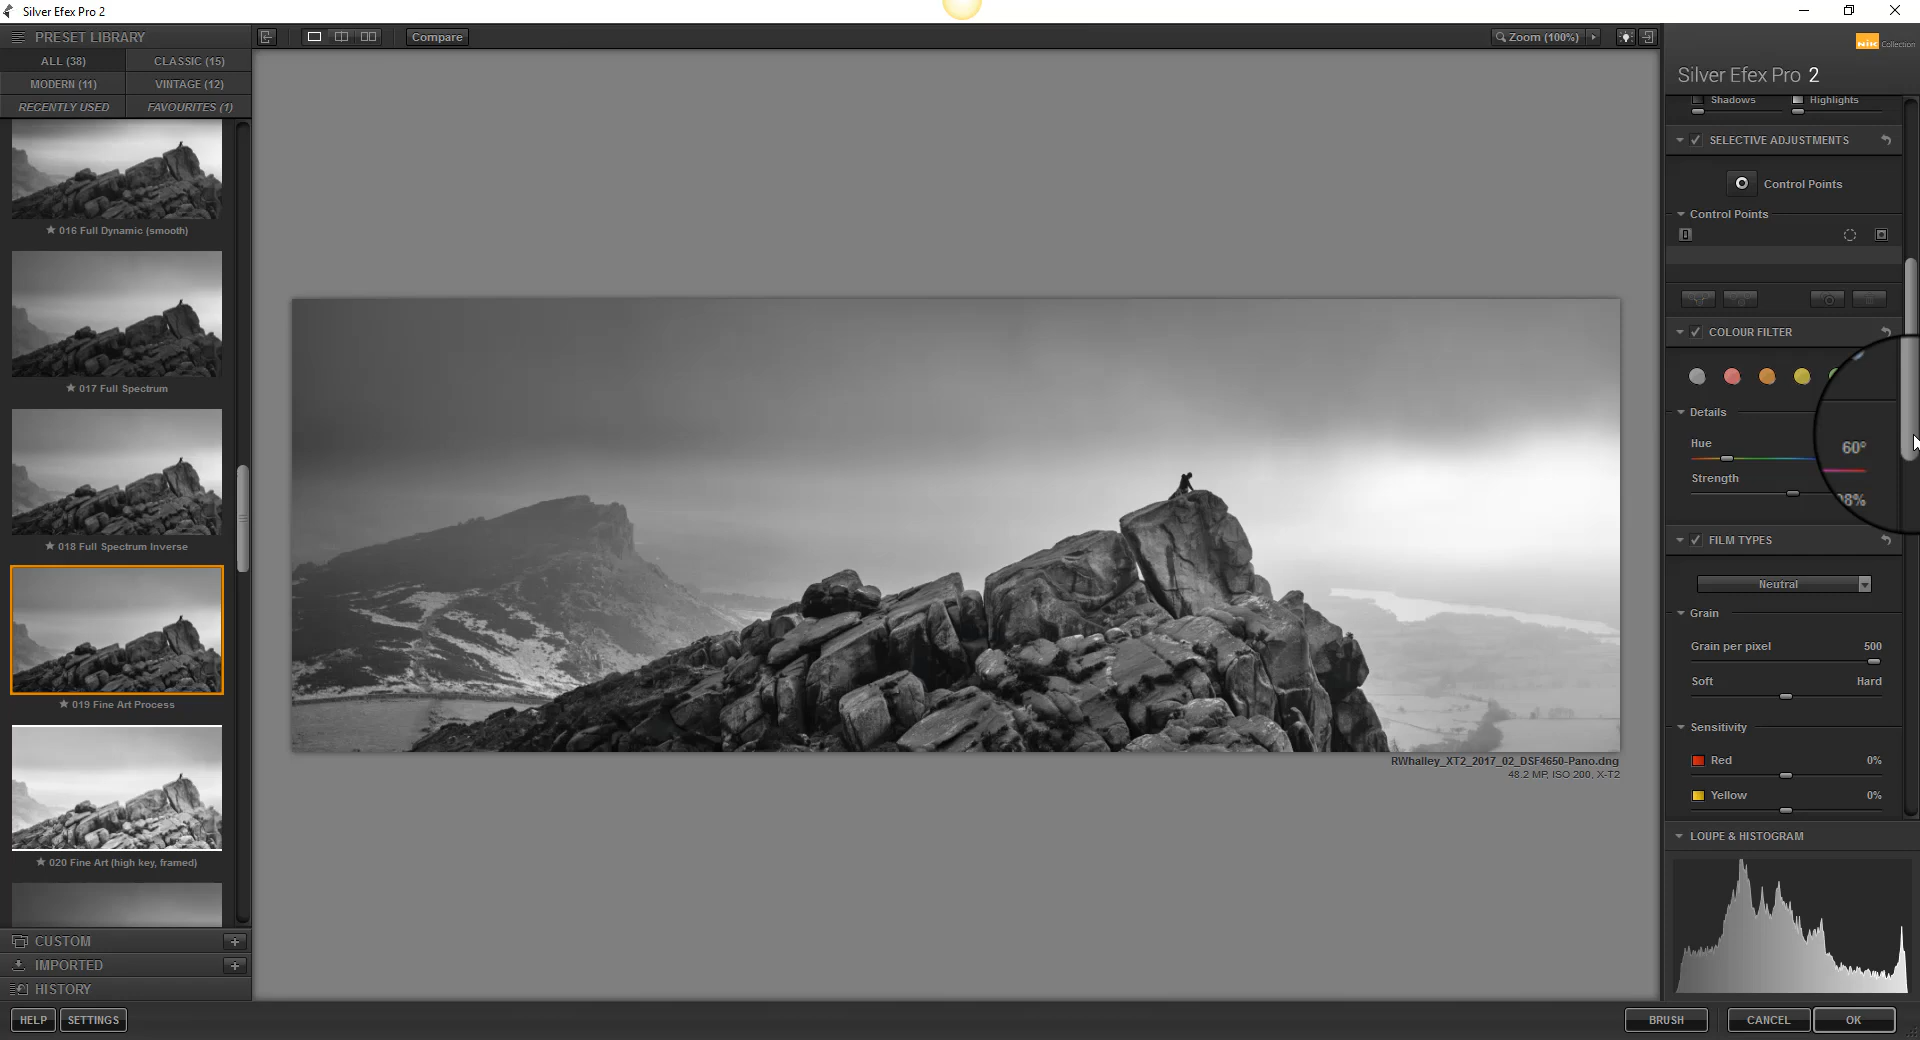 Silver Efex Pro 2
PRESET LIBRARY
ALL (38)
CLASSIC (15)
MODERN (11)
VINTAGE (12)
RECENTLY USED
FAVOURITES (1)
★ 016 Full Dynamic (smooth)
★ 017 Full Spectrum
★ 018 Full Spectrum Inverse
★ 019 Fine Art Process
★ 020 Fine Art (high key, framed)
CUSTOM
IMPORTED
HISTORY
HELP
SETTINGS
Compare
Zoom (100%)
RWhalley_XT2_2017_02_DSF4650-Pano.dng
48.2 MP, ISO 200, X-T2
Nik Collection
Silver Efex Pro 2
Shadows
Highlights
SELECTIVE ADJUSTMENTS
Control Points
Control Points
COLOUR FILTER
Details
Hue
60°
Strength
FILM TYPES
Neutral
Grain
Grain per pixel
500
Soft
Hard
Sensitivity
Red
0%
Yellow
0%
LOUPE & HISTOGRAM
BRUSH
CANCEL
OK